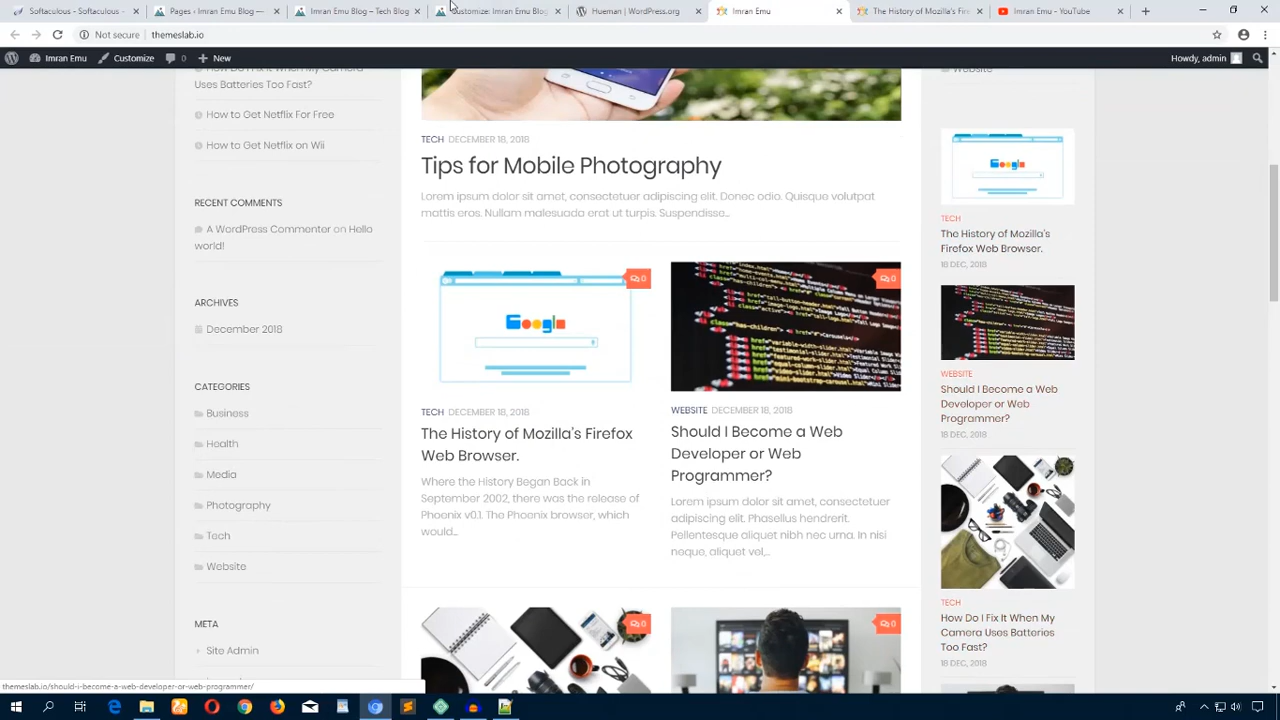 Softaculous - Softaculous - S
Pages ‹ Imran Emu — WordPres
Imran Emu – Tech Blog – Tech Blog
Customize: Imran Emu
Hueman | WordPress.org
Imran Emu
The History of Mozilla's Firef
Imran Emu - YouTube
Not secure | themeslab.io
Imran Emu Customize 0 New
Howdy, admin
How Do I Fix It When My Camera
Uses Batteries Too Fast?
How to Get Netflix For Free
How to Get Netflix on Wii
RECENT COMMENTS
A WordPress Commenter on Hello
world!
ARCHIVES
December 2018
CATEGORIES
Business
Health
Media
Photography
Tech
Website
META
Site Admin
TECH DECEMBER 18, 2018
Tips for Mobile Photography
Lorem ipsum dolor sit amet, consectetuer adipiscing elit. Donec odio. Quisque volutpat
mattis eros. Nullam malesuada erat ut turpis. Suspendisse...
0
Google
TECH DECEMBER 18, 2018
The History of Mozilla's Firefox
Web Browser.
Where the History Began Back in
September 2002, there was the release of
Phoenix v0.1. The Phoenix browser, which
would...
0
WEBSITE DECEMBER 18, 2018
Should I Become a Web
Developer or Web
Programmer?
Lorem ipsum dolor sit amet, consectetuer
adipiscing elit. Phasellus hendrerit.
Pellentesque aliquet nibh nec urna. In nisi
neque, aliquet vel,...
0
0
Website
Google
TECH
The History of Mozilla's
Firefox Web Browser.
18 DEC, 2018
WEBSITE
Should I Become a Web
Developer or Web
Programmer?
18 DEC, 2018
TECH
How Do I Fix It When My
Camera Uses Batteries
Too Fast?
18 DEC, 2018
themeslab.io/should-i-become-a-web-developer-or-web-programmer/